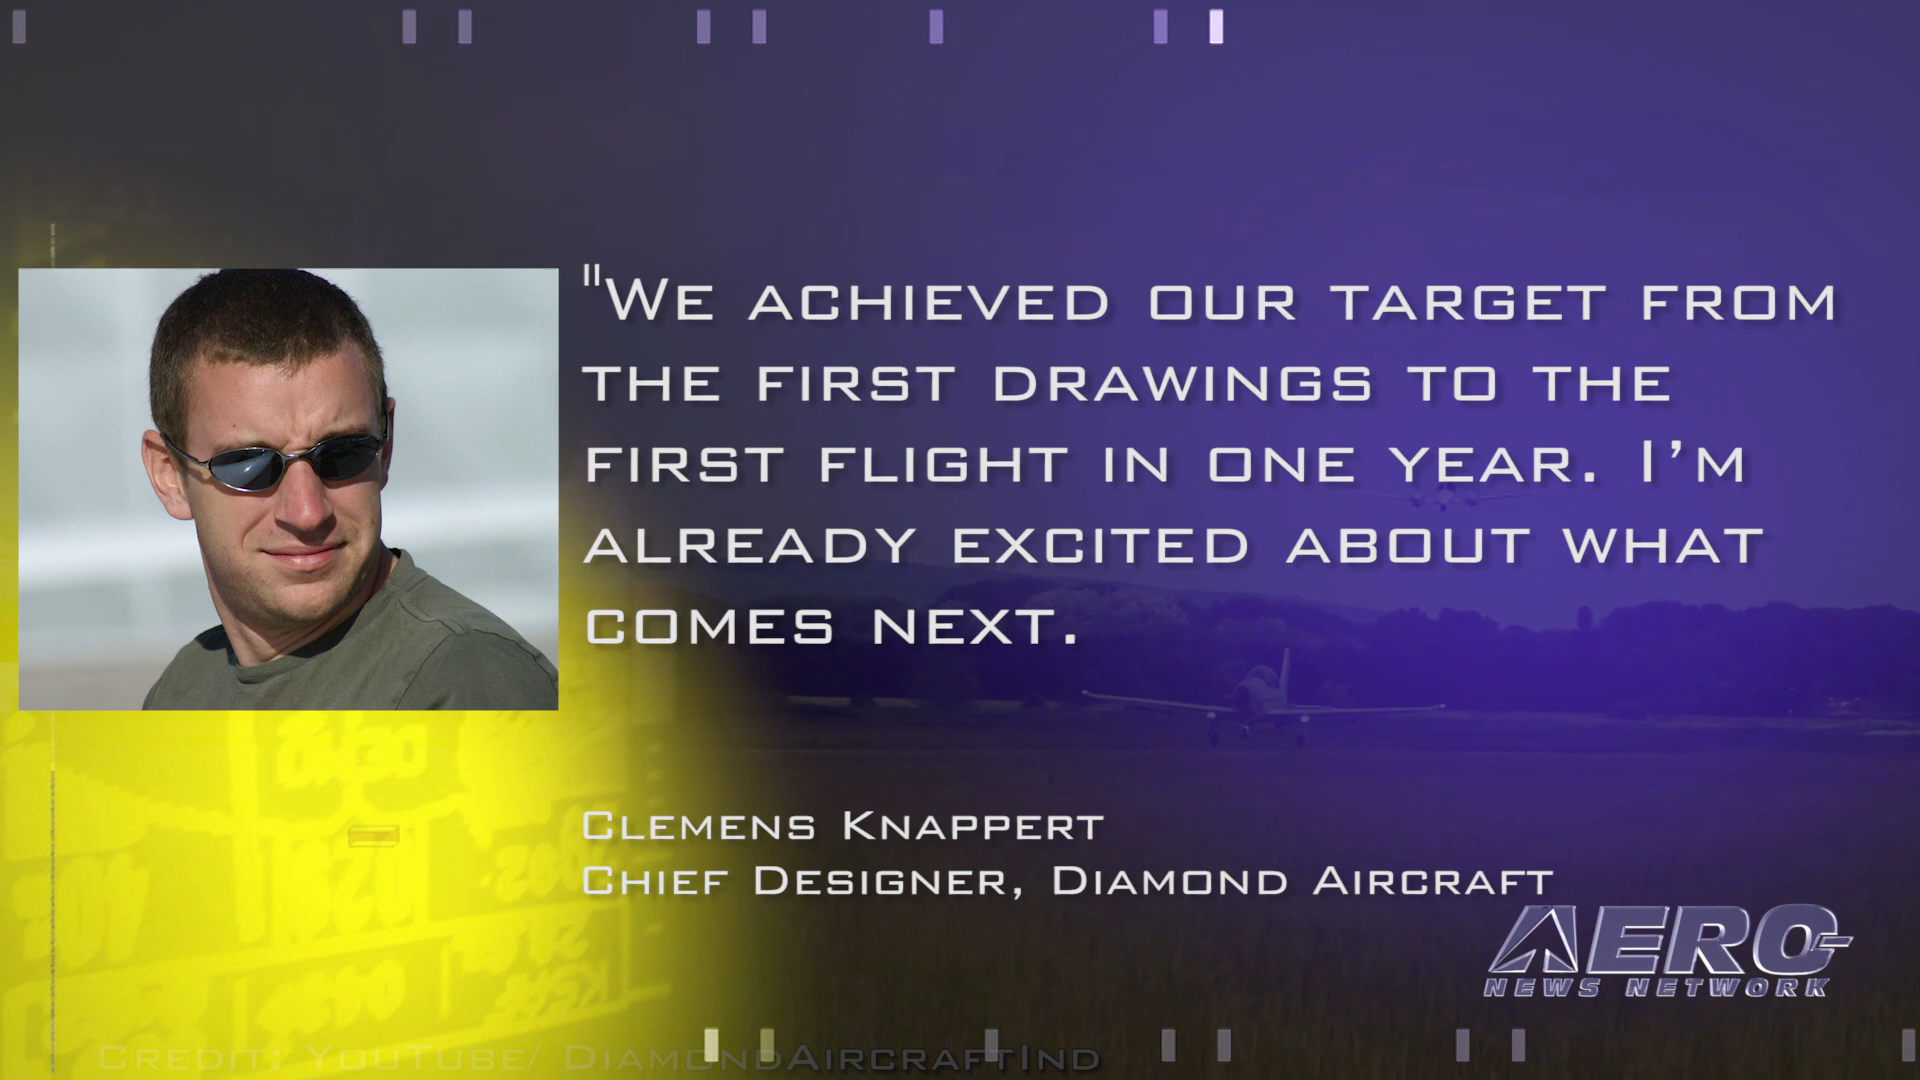 "We achieved our target from
the first drawings to the
first flight in one year. I’m
already excited about what
comes next.
Clemens Knappert
Chief Designer, Diamond Aircraft
AERO-
NEWS NETWORK
Credit: YouTube/ DiamondAircraftInd